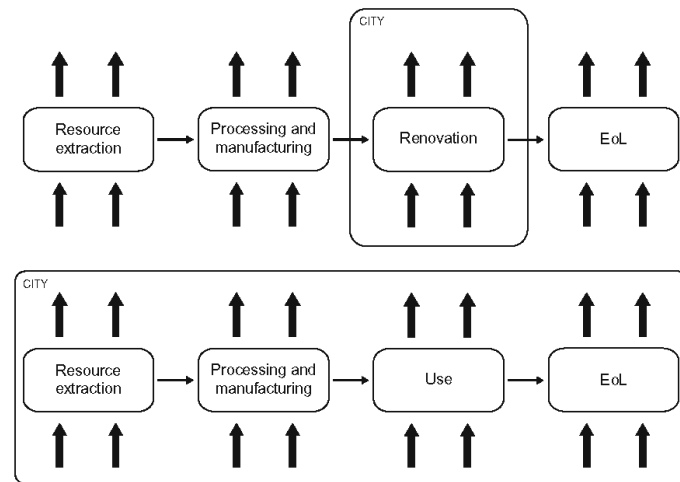 CITY
Resource
extraction
Processing and
manufacturing
Renovation
EoL
CITY
Resource
extraction
Processing and
manufacturing
Use
EoL